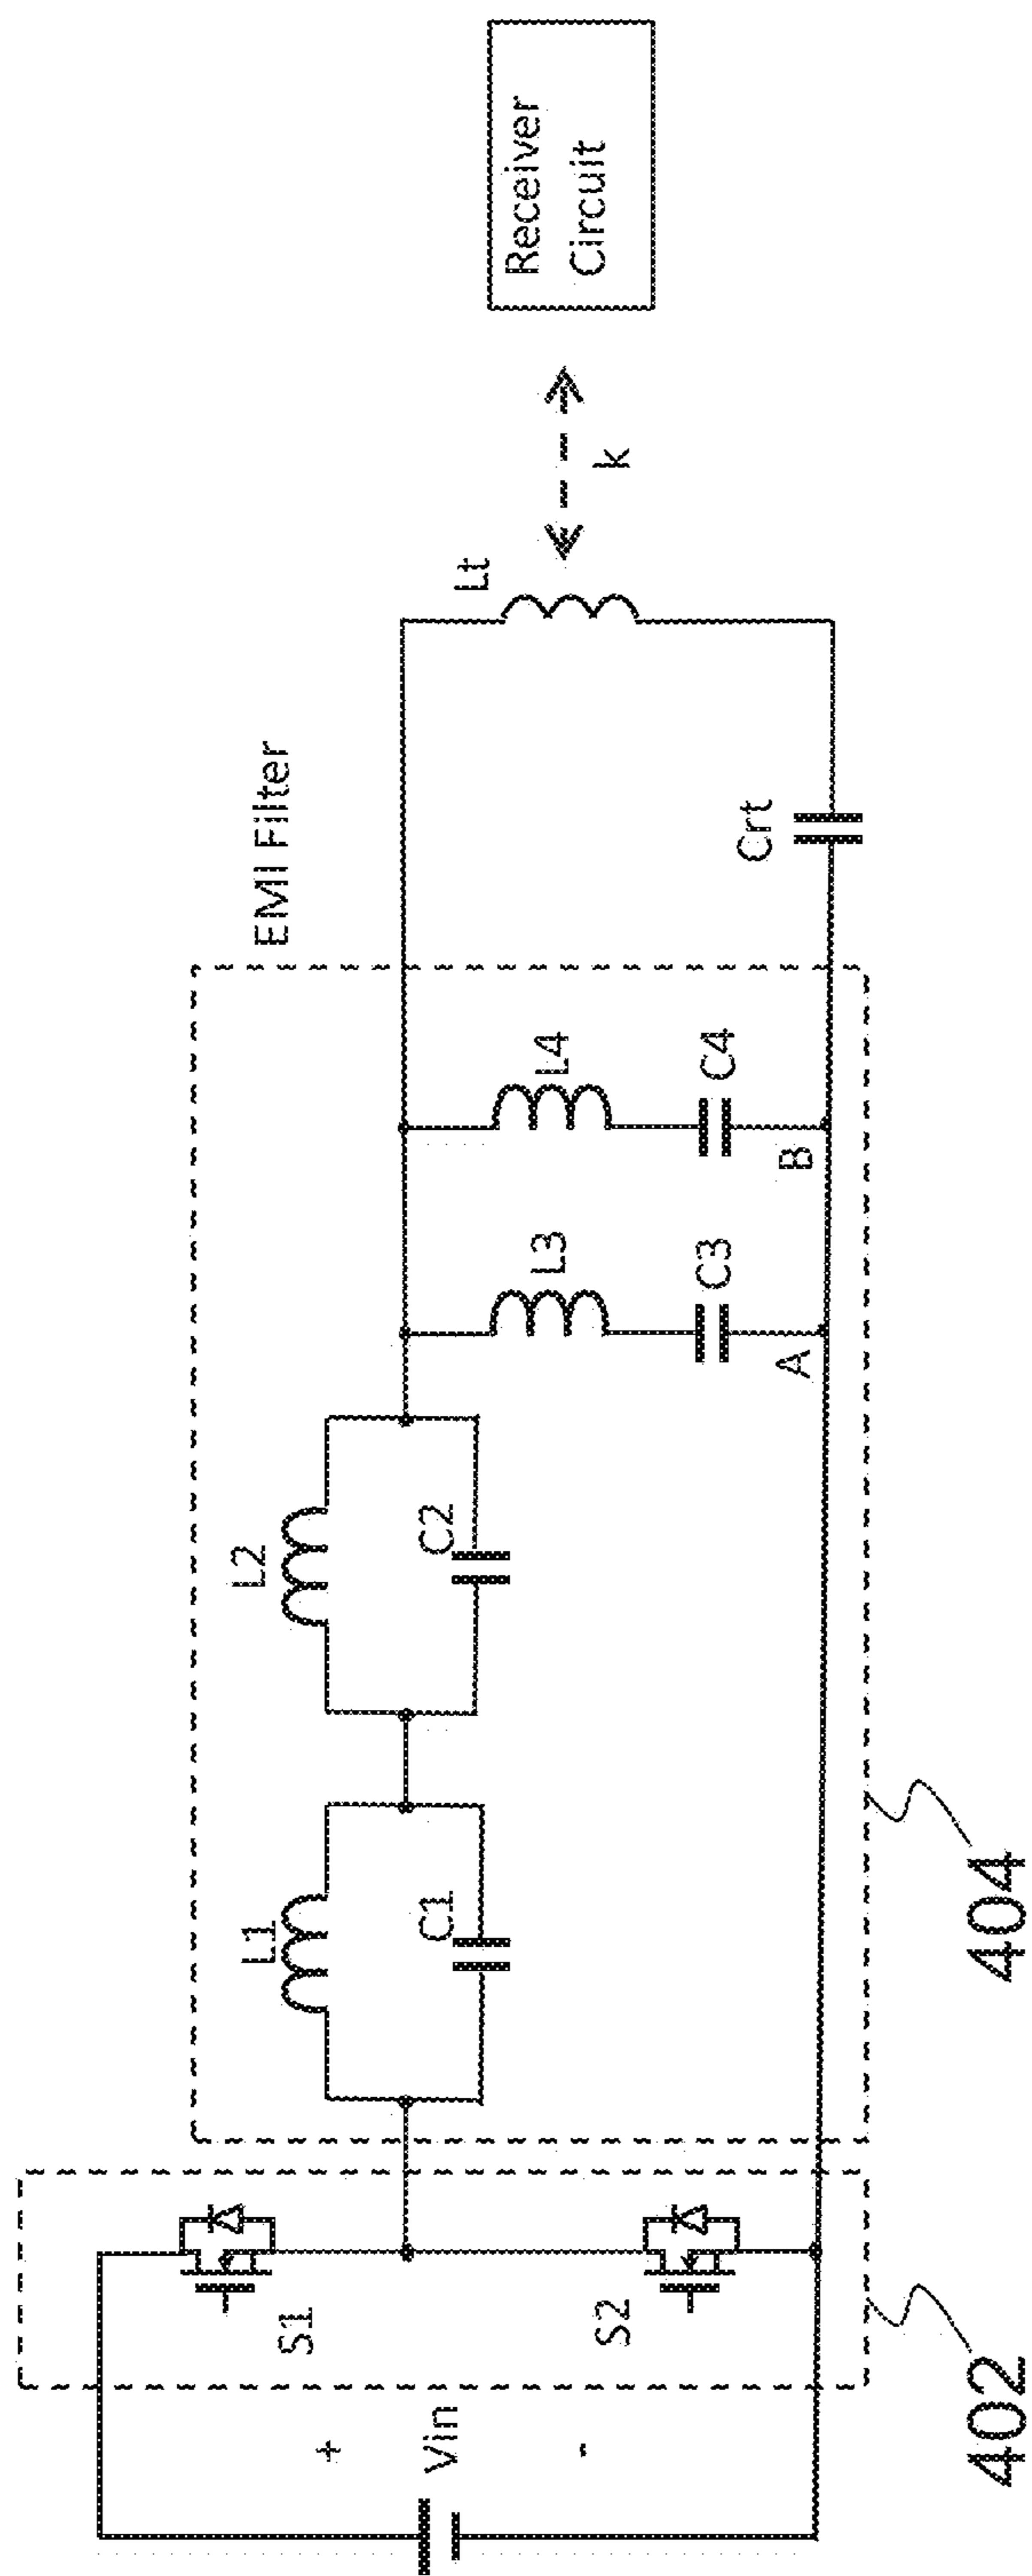 EMI Filter
L1
L2
C1
C2
L3
L4
C3
C4
A
B
Lt
k
Crt
Receiver
Circuit
S1
S2
+
Vin
-
402
404